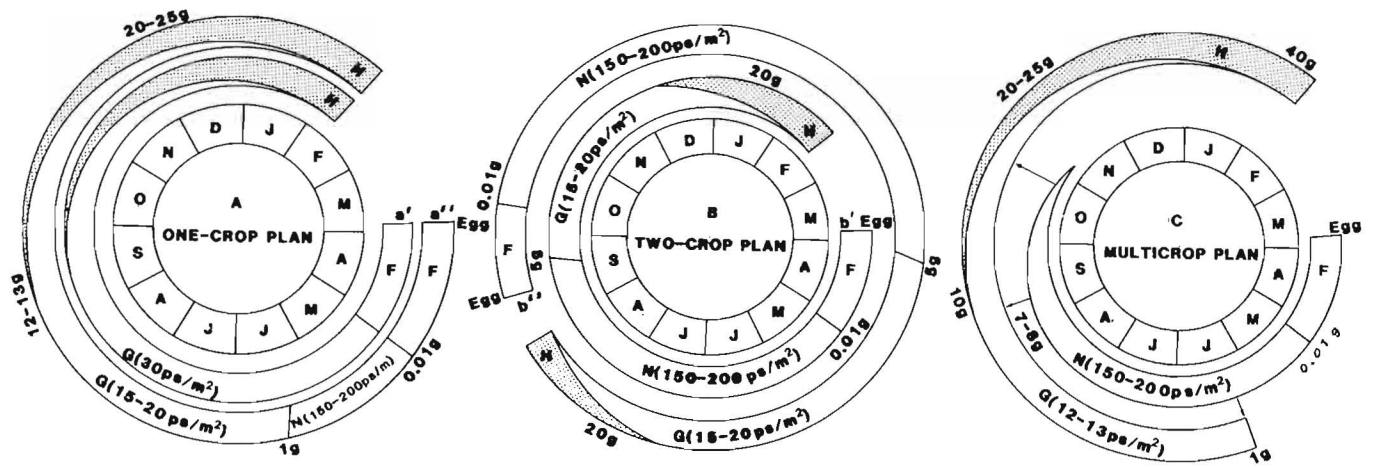 20-25g
H
H
D
J
N
F
O
A
M
a'
a''
Egg
ONE-CROP PLAN
S
A
F
F
A
M
J
J
12-13g
G(30ps/m²)
G(15-20ps/m²)
N(150-200ps/m)
0.01g
1g
N(150-200ps/m²)
20g
H
G(15-20ps/m²)
0.01g
D
J
N
F
O
B
M
b' Egg
F
TWO-CROP PLAN
S
A
F
5g
5g
Egg
b''
A
M
J
J
0.01g
H
N(150-200 ps/m²)
G(15-20ps/m²)
20g
20-25g
H
40g
D
J
N
F
O
C
M
Egg
MULTICROP PLAN
S
A
F
A
M
J
J
10g
7-8g
0.01g
N(150-200ps/m²)
G(12-13ps/m²)
1g